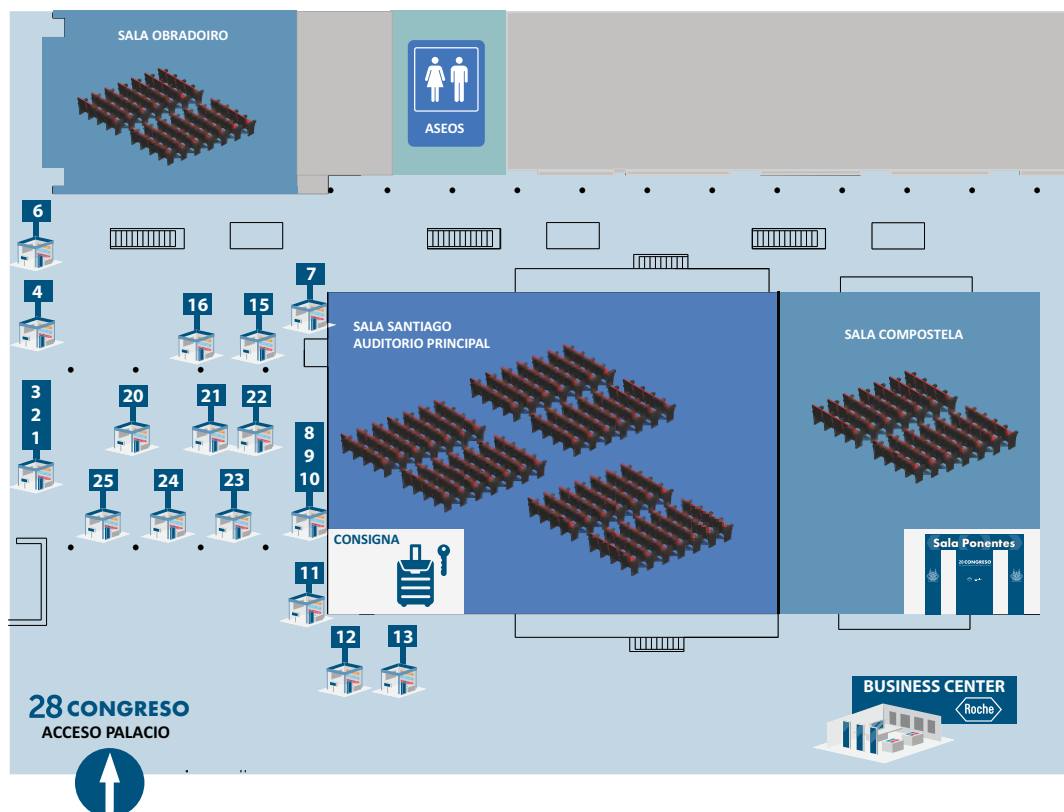 SALA OBRADOIRO
ASEOS
6
4
7
16
15
SALA SANTIAGO
AUDITORIO PRINCIPAL
SALA COMPOSTELA
3
2
1
20
21
22
8
9
10
25
24
23
CONSIGNA
Sala Ponentes
28 CONGRESO
11
12
13
28 CONGRESO
ACCESO PALACIO
BUSINESS CENTER
Roche